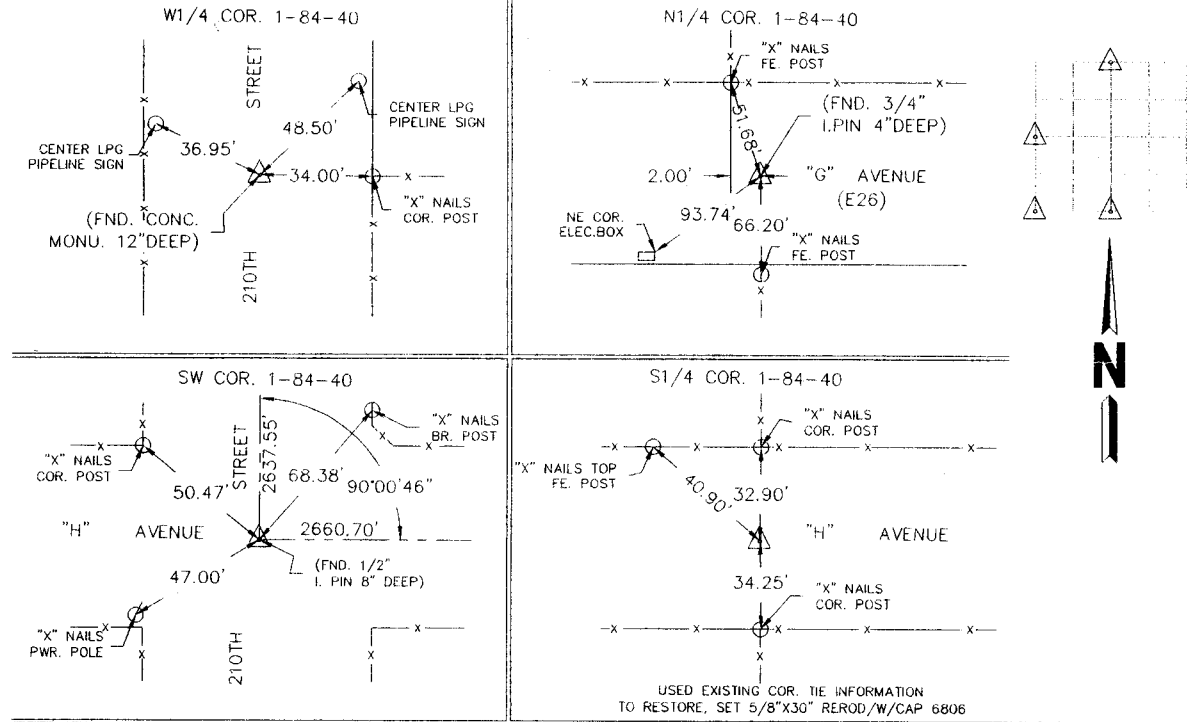 W1/4 COR. 1-84-40
STREET
CENTER LPG
PIPELINE SIGN
48.50'
CENTER LPG
PIPELINE SIGN
36.95'
34.00'
"X" NAILS
COR. POST
(FND. CONC.
MONU. 12"DEEP)
210TH
N1/4 COR. 1-84-40
"X" NAILS
FE. POST
(FND. 3/4"
I.PIN 4"DEEP)
51.68'
2.00'
"G" AVENUE
(E26)
93.74'
66.20'
NE COR.
ELEC.BOX
"X" NAILS
FE. POST
N
SW COR. 1-84-40
"X" NAILS
BR. POST
STREET
2637.55'
"X" NAILS
COR. POST
50.47'
68.38'
90°00'46"
"H" AVENUE
2660.70'
(FND. 1/2"
I. PIN 8" DEEP)
47.00'
"X" NAILS
PWR. POLE
210TH
S1/4 COR. 1-84-40
"X" NAILS
COR. POST
"X" NAILS TOP
FE. POST
40.90'
32.90'
"H" AVENUE
34.25'
"X" NAILS
COR. POST
USED EXISTING COR. TIE INFORMATION
TO RESTORE, SET 5/8"X30" REROD/W/CAP 6806